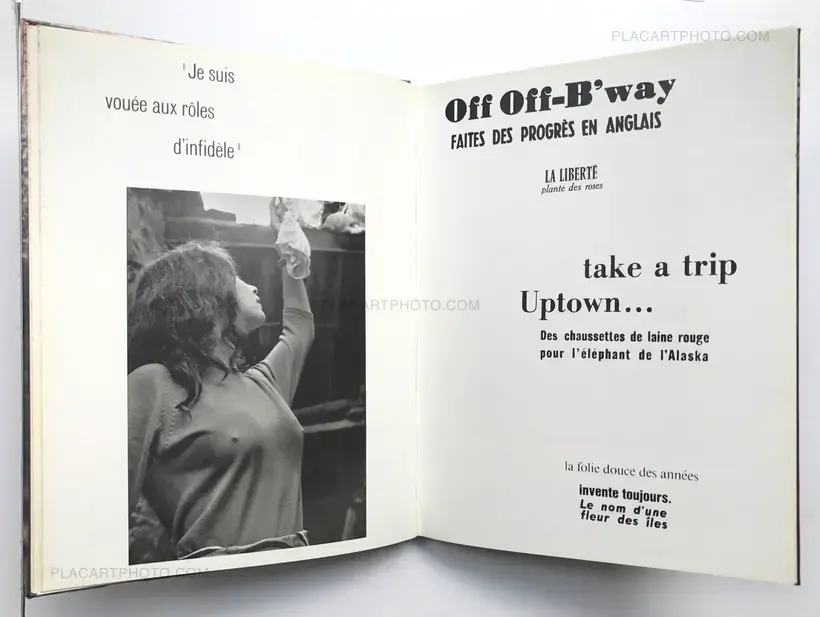 PLACARTPHOTO.COM
"Je suis
vouée aux rôles
d'infidèle"
Off Off-B'way
FAITES DES PROGRÈS EN ANGLAIS
LA LIBERTÉ
plante des roses
take a trip
Uptown...
Des chaussettes de laine rouge
pour l'éléphant de l'Alaska
la folie douce des années
invente toujours.
Le nom d'une
fleur des îles
PLACARTPHOTO.COM
PLACARTPHOTO.COM